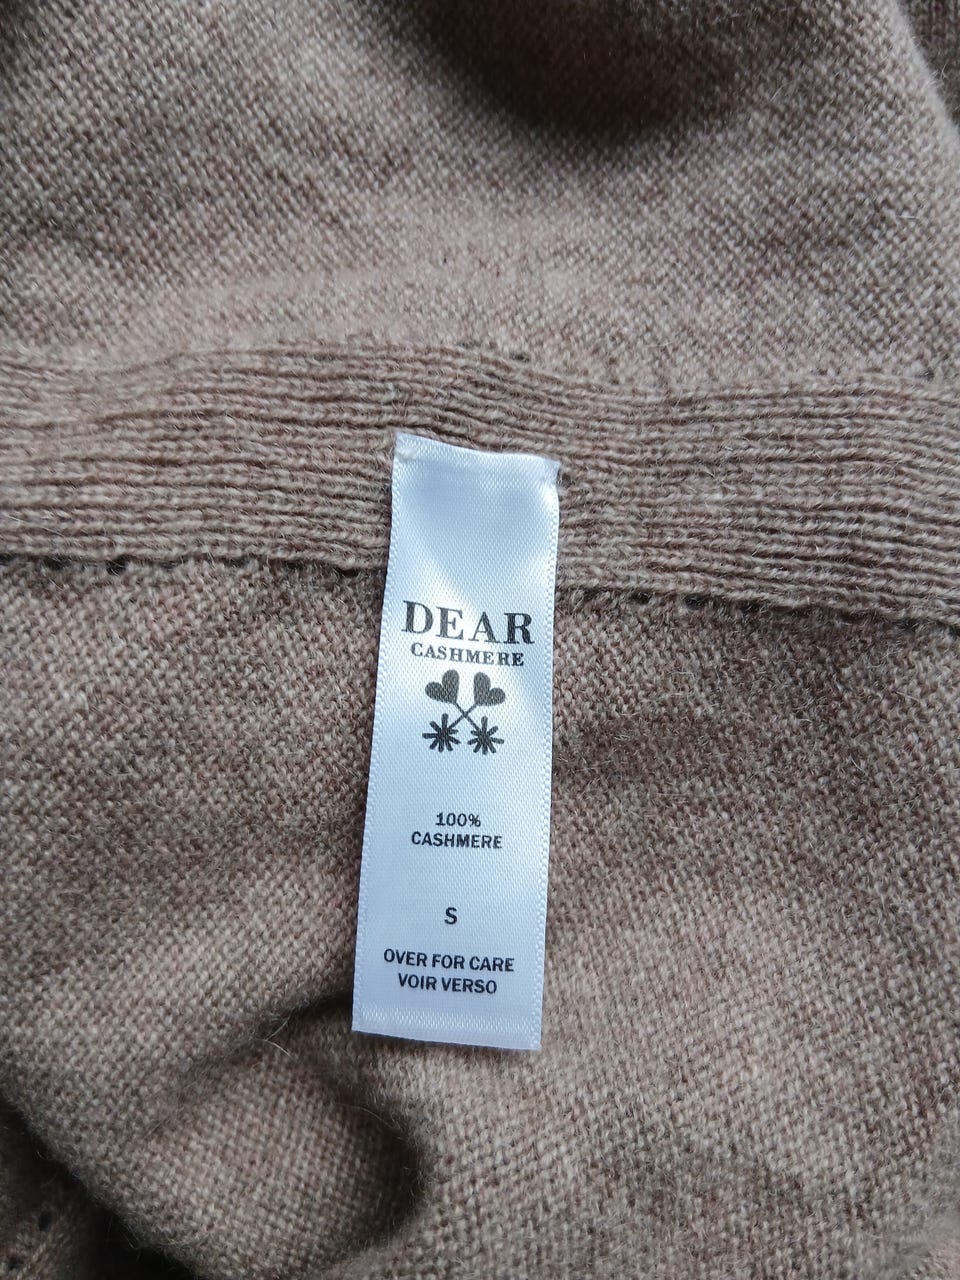 DEAR
CASHMERE
100%
CASHMERE
S
OVER FOR CARE
VOIR VERSO